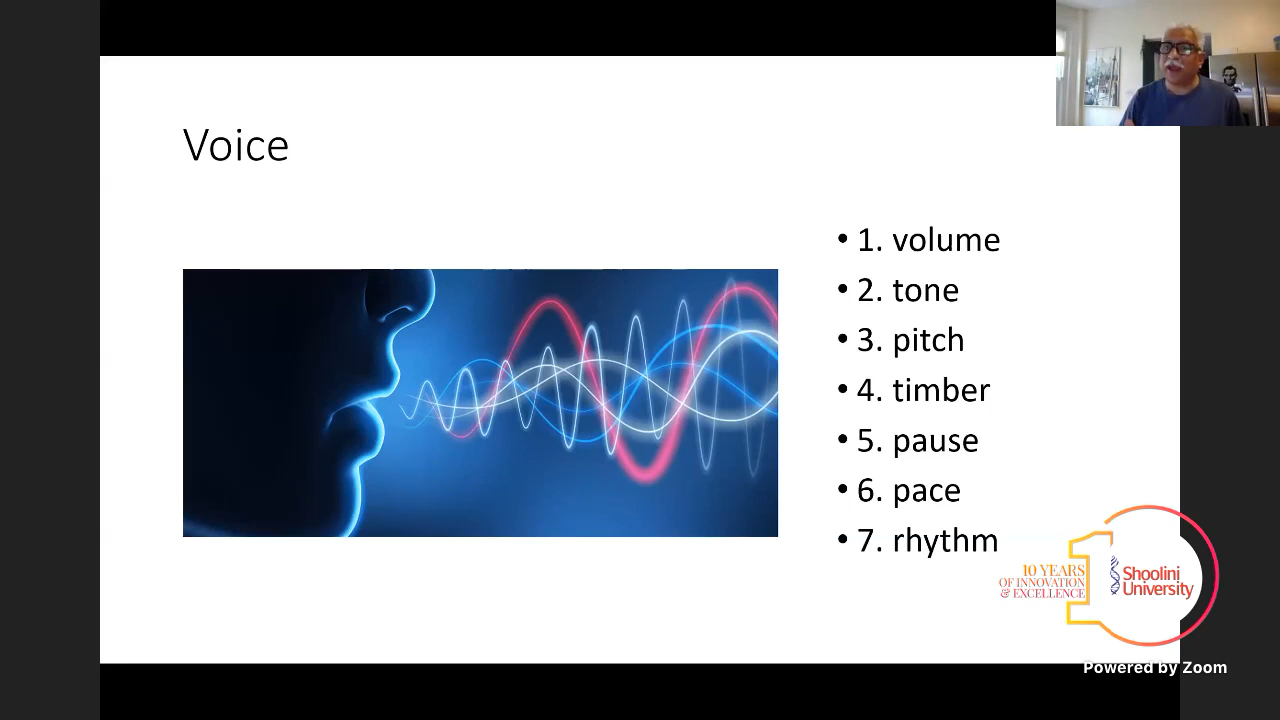 Voice
• 1. volume
• 2. tone
• 3. pitch
• 4. timber
• 5. pause
• 6. pace
• 7. rhythm
10 YEARS
OF INNOVATION
& EXCELLENCE
1
Shoolini
University
Powered by Zoom